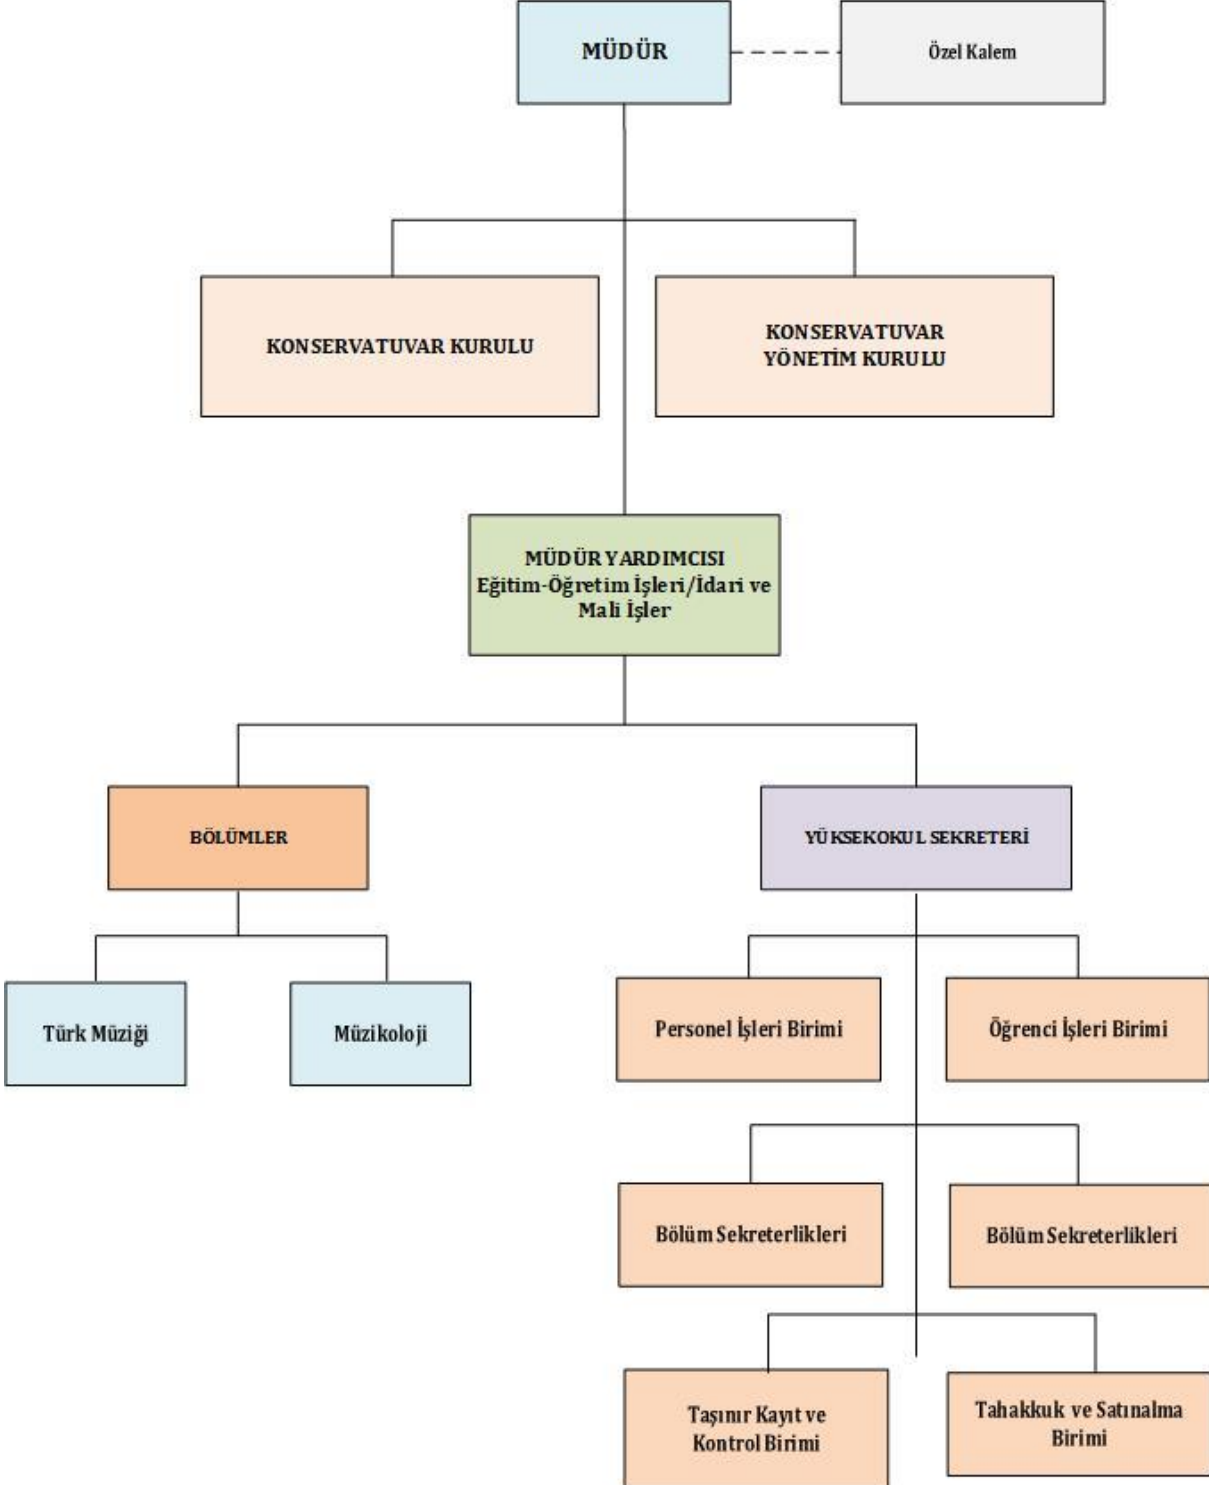 MÜDÜR
Özel Kalem
KONSERVATUVAR KURULU
KONSERVATUVAR
YÖNETİM KURULU
MÜDÜR YARDIMCISI
Eğitim-Öğretim İşleri/İdari ve
Mali İşler
BÖLÜMLER
YÜKSEKOKUL SEKRETERİ
Türk Müziği
Müzikoloji
Personel İşleri Birimi
Öğrenci İşleri Birimi
Bölüm Sekreterlikleri
Bölüm Sekreterlikleri
Taşınır Kayıt ve
Kontrol Birimi
Tahakkuk ve Satınalma
Birimi